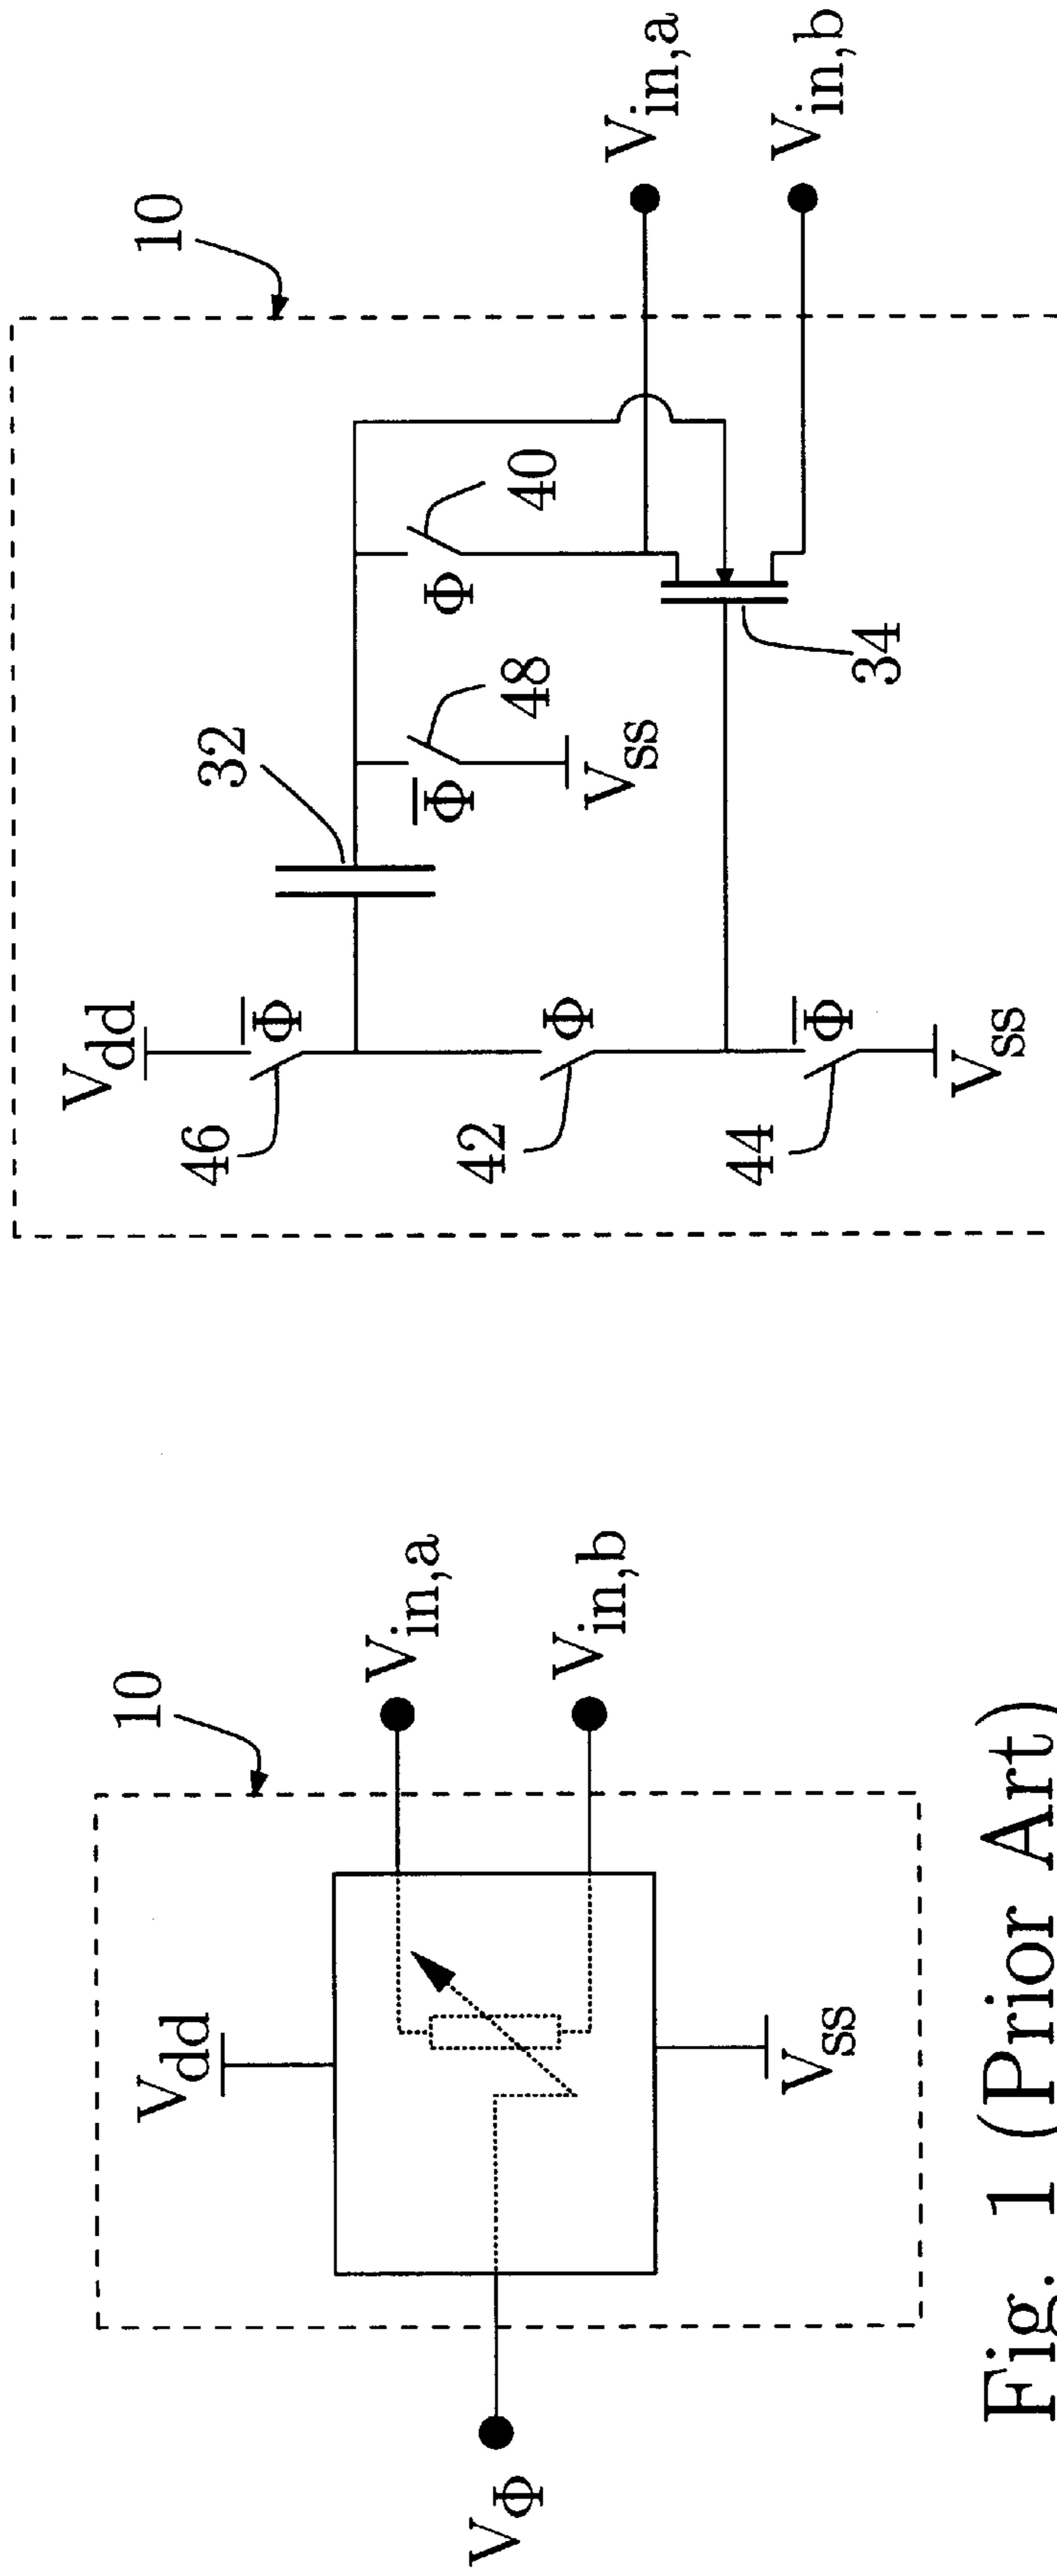 10
V_dd
V_Φ
V_in,a
V_in,b
V_ss
Fig. 1 (Prior Art)
10
V_dd
46
Φ̅
32
42
Φ
Φ̅
48
V_ss
Φ
40
44
Φ̅
V_ss
34
V_in,a
V_in,b